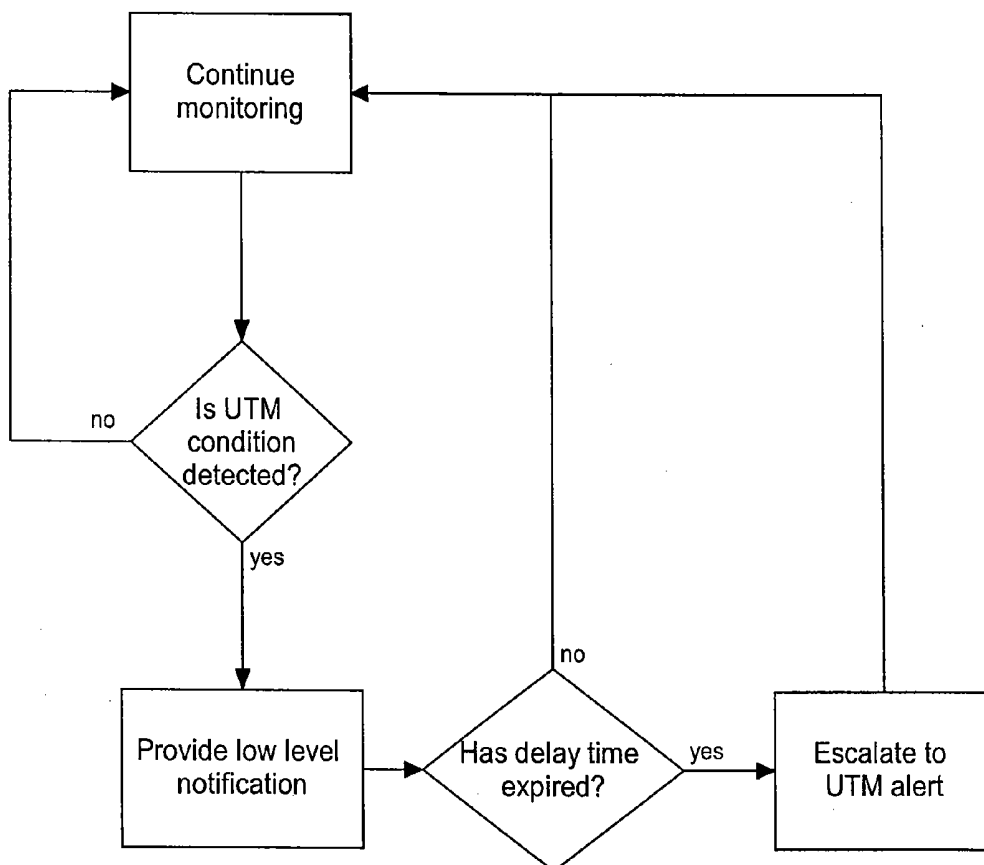 Continue
monitoring
no
Is UTM
condition
detected?
yes
no
Provide low level
notification
Has delay time
expired?
yes
Escalate to
UTM alert